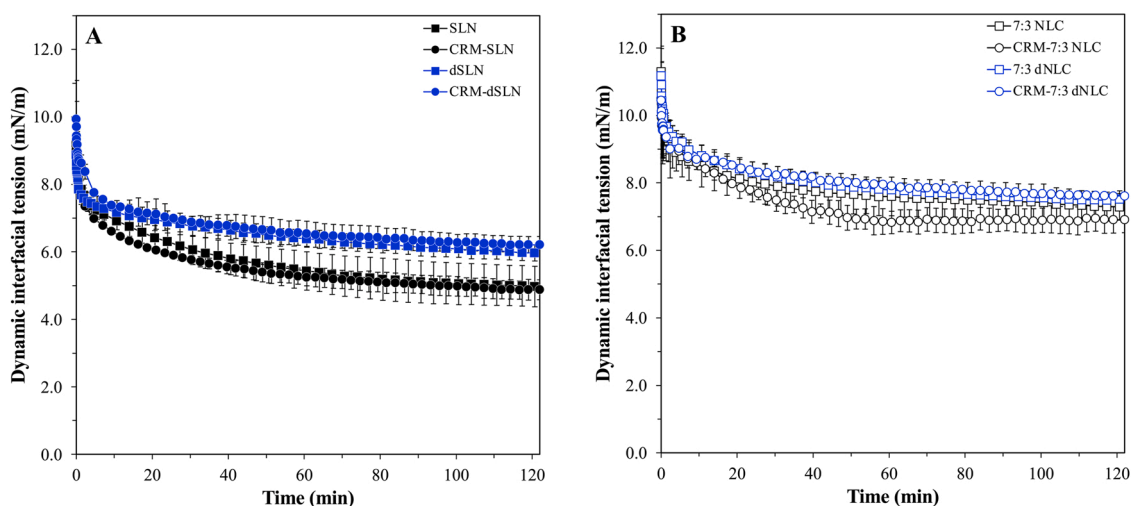 A
SLN
CRM-SLN
dSLN
CRM-dSLN
Dynamic interfacial tension (mN/m)
12.0
10.0
8.0
6.0
4.0
2.0
0.0
0
20
40
60
80
100
120
Time (min)
B
7:3 NLC
CRM-7:3 NLC
7:3 dNLC
CRM-7:3 dNLC
Dynamic interfacial tension (mN/m)
12.0
10.0
8.0
6.0
4.0
2.0
0.0
0
20
40
60
80
100
120
Time (min)